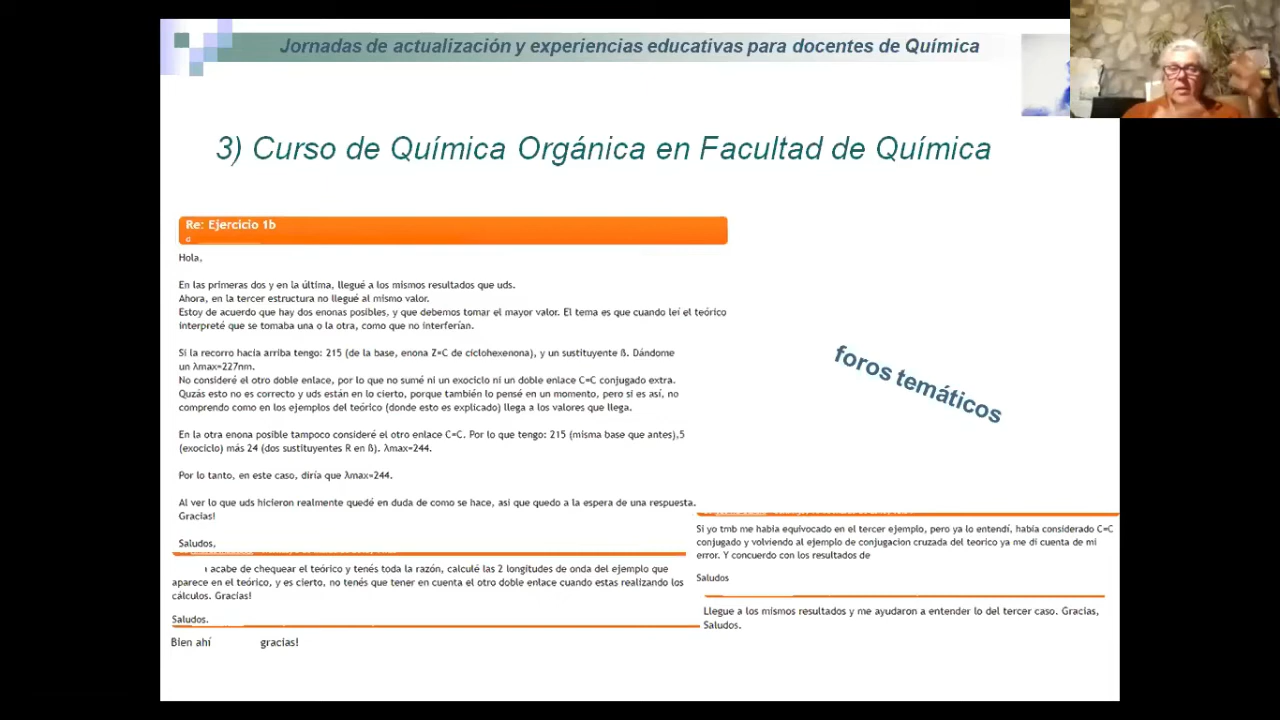 Jornadas de actualización y experiencias educativas para docentes de Química
3) Curso de Química Orgánica en Facultad de Química
Re: Ejercicio 1b
Hola,
En las primeras dos y en la última, llegué a los mismos resultados que uds.
Ahora, en la tercer estructura no llegué al mismo valor.
Estoy de acuerdo que hay dos enonas posibles, y que debemos tomar el mayor valor. El tema es que cuando leí el teórico
interpreté que se tomaba una o la otra, como que no interferían.
Si la recorro hacia arriba tengo: 215 (de la base, enona Z=C de ciclohexenona), y un sustituyente ß. Dándome
un λmax=227nm.
No consideré el otro doble enlace, por lo que no sumé ni un exociclo ni un doble enlace C=C conjugado extra.
Quzás esto no es correcto y uds están en lo cierto, porque también lo pensé en un momento, pero si es así, no
comprendo como en los ejemplos del teórico (donde esto es explicado) llega a los valores que llega.
En la otra enona posible tampoco consideré el otro enlace C=C. Por lo que tengo: 215 (misma base que antes),5
(exociclo) más 24 (dos sustituyentes R en ß). λmax=244.
Por lo tanto, en este caso, diría que λmax=244.
Al ver lo que uds hicieron realmente quedé en duda de como se hace, asi que quedo a la espera de una respuesta.
Gracias!
Saludos,
acabe de chequear el teórico y tenés toda la razón, calculé las 2 longitudes de onda del ejemplo que
aparece en el teórico, y es cierto, no tenés que tener en cuenta el otro doble enlace cuando estas realizando los
cálculos. Gracias!
Saludos.
Bien ahí gracias!
foros temáticos
Si yo tmb me habia equivocado en el tercer ejemplo, pero ya lo entendí, había considerado C=C
conjugado y volviendo al ejemplo de conjugacion cruzada del teorico ya me di cuenta de mi
error. Y concuerdo con los resultados de
Saludos
Llegue a los mismos resultados y me ayudaron a entender lo del tercer caso. Gracias,
Saludos.